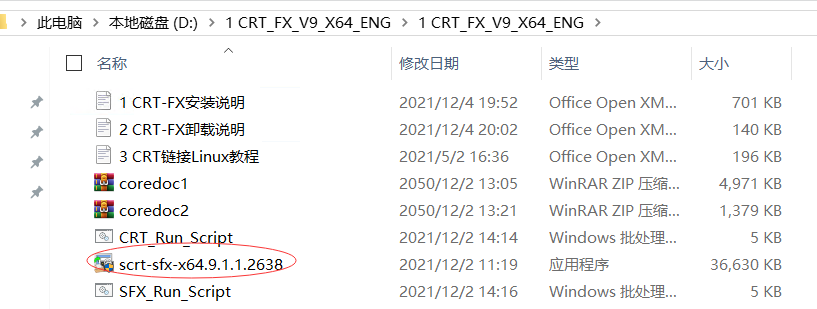 此电脑 › 本地磁盘 (D:) › 1 CRT_FX_V9_X64_ENG › 1 CRT_FX_V9_X64_ENG ›
名称 修改日期 类型 大小
1 CRT-FX安装说明 2021/12/4 19:52 Office Open XM... 701 KB
2 CRT-FX卸载说明 2021/12/4 20:02 Office Open XM... 140 KB
3 CRT链接Linux教程 2021/5/2 16:36 Office Open XM... 196 KB
coredoc1 2050/12/2 13:05 WinRAR ZIP 压缩... 4,971 KB
coredoc2 2050/12/2 13:21 WinRAR ZIP 压缩... 1,379 KB
CRT_Run_Script 2021/12/2 14:14 Windows 批处理... 5 KB
scrt-sfx-x64.9.1.1.2638 2021/12/2 11:19 应用程序 36,630 KB
SFX_Run_Script 2021/12/2 14:16 Windows 批处理... 5 KB